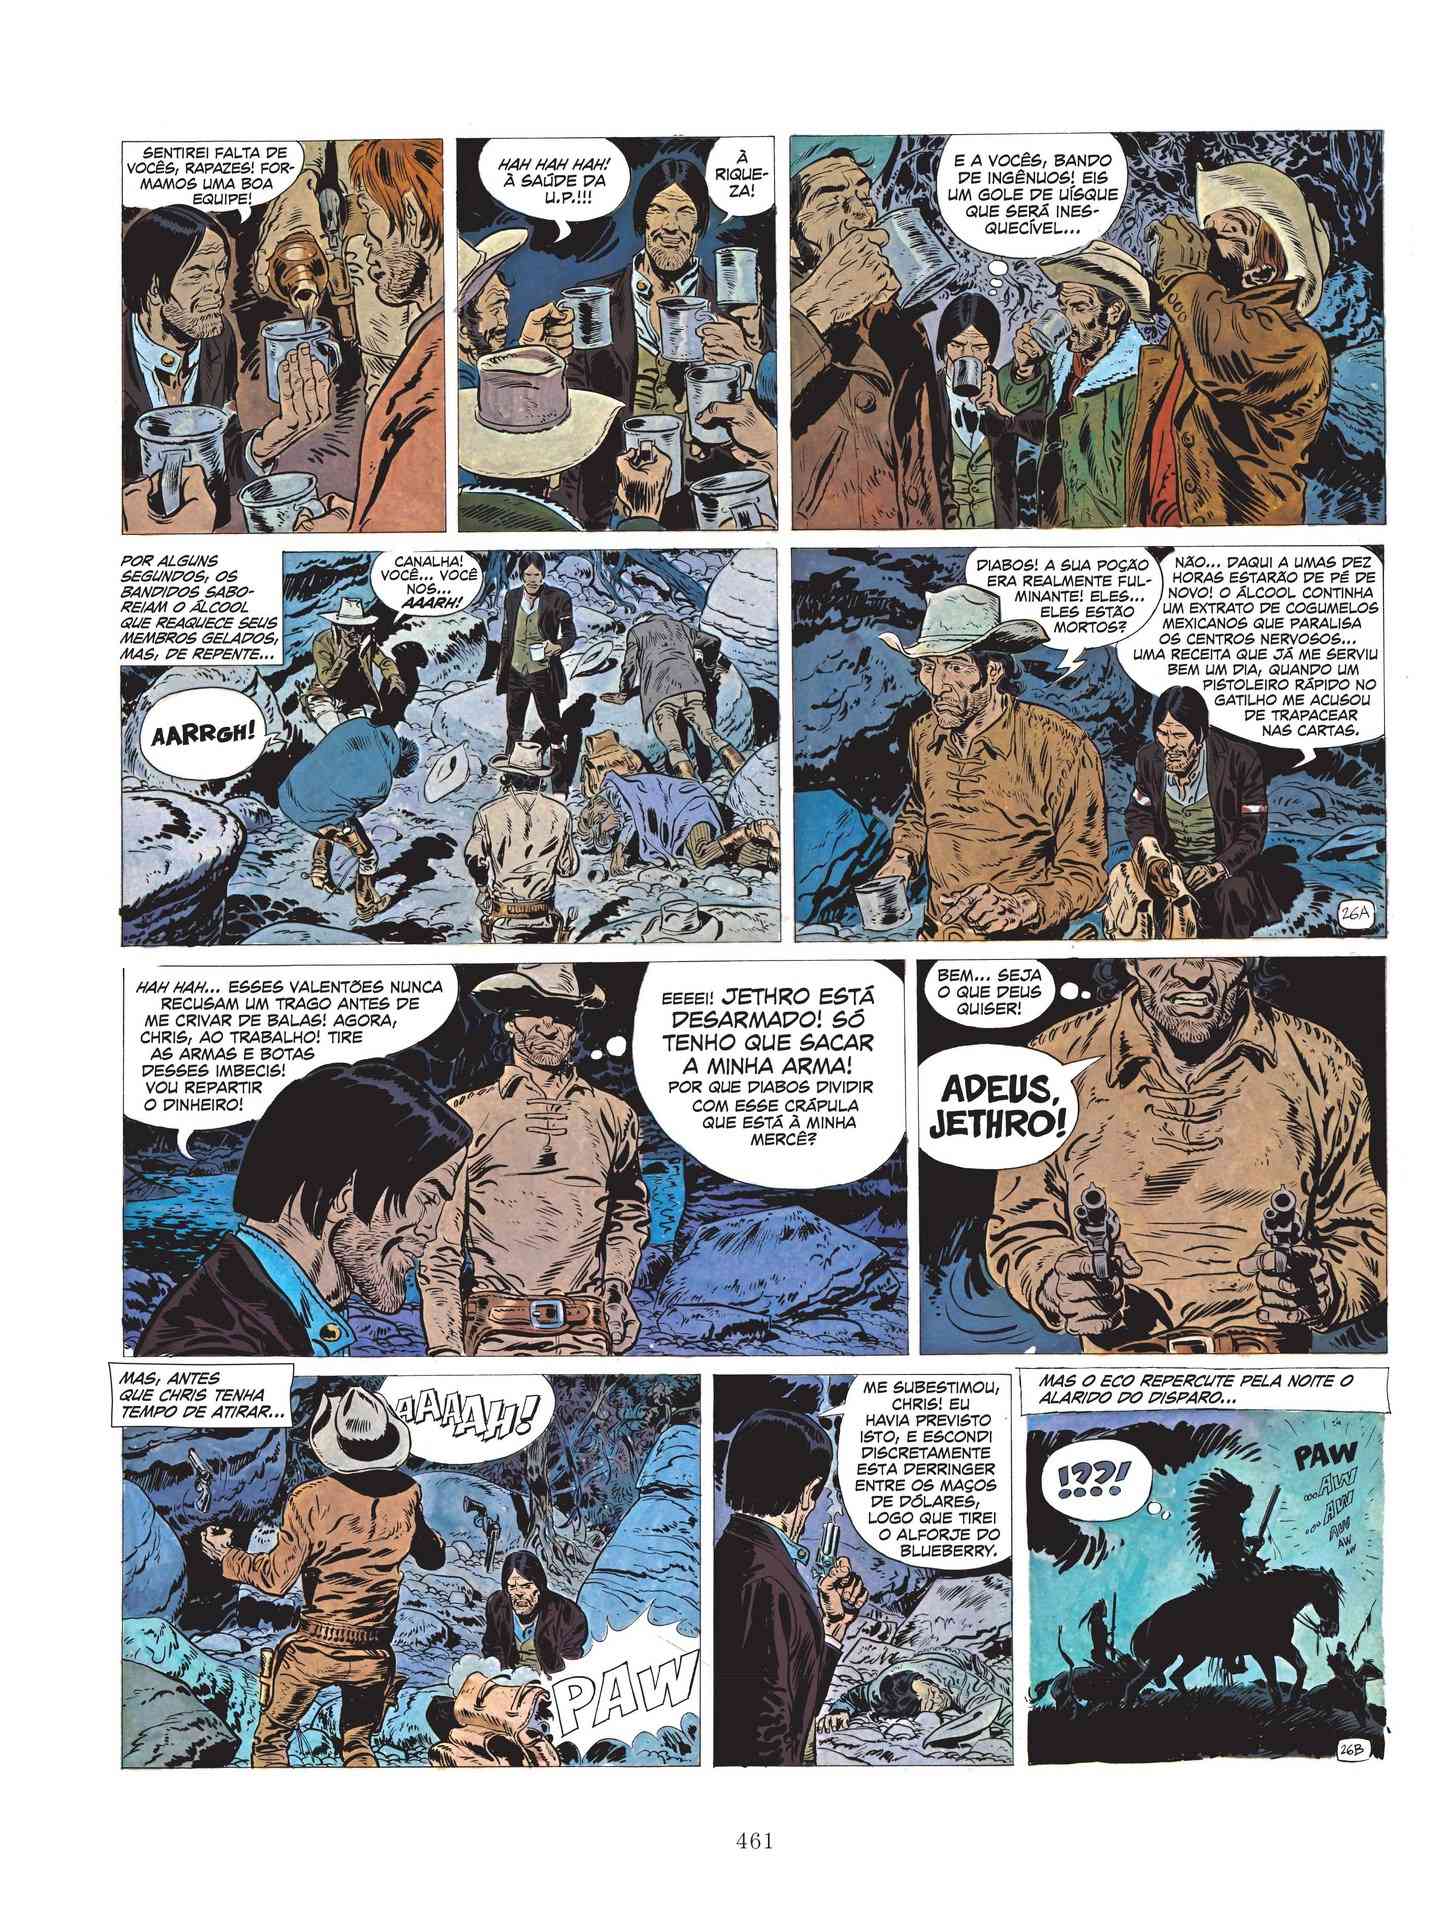 SENTIREI FALTA DE
VOCÊS, RAPAZES! FOR-
MAMOS UMA BOA
EQUIPE!
HAH HAH HAH!
À SAÚDE DA
U.P.!!!
À
RIQUE-
ZA!
E A VOCÊS, BANDO
DE INGÊNUOS! EIS
UM GOLE DE UÍSQUE
QUE SERÁ INES-
QUECÍVEL...
POR ALGUNS
SEGUNDOS, OS
BANDIDOS SABO-
REIAM O ÁLCOOL
QUE REAQUECE SEUS
MEMBROS GELADOS,
MAS, DE REPENTE...
CANALHA!
VOCÊ... VOCÊ
NOS...
AAARH!
AARRGH!
DIABOS! A SUA POÇÃO
ERA REALMENTE FUL-
MINANTE! ELES...
ELES ESTÃO
MORTOS?
NÃO... DAQUI A UMAS DEZ
HORAS ESTARÃO DE PÉ DE
NOVO! O ÁLCOOL CONTINHA
UM EXTRATO DE COGUMELOS
MEXICANOS QUE PARALISA
OS CENTROS NERVOSOS...
UMA RECEITA QUE JÁ ME SERVIU
BEM UM DIA, QUANDO UM
PISTOLEIRO RÁPIDO NO
GATILHO ME ACUSOU
DE TRAPACEAR
NAS CARTAS.
26A
HAH HAH... ESSES VALENTÕES NUNCA
RECUSAM UM TRAGO ANTES DE
ME CRIVAR DE BALAS! AGORA,
CHRIS, AO TRABALHO! TIRE
AS ARMAS E BOTAS
DESSES IMBECIS!
VOU REPARTIR
O DINHEIRO!
EEEEI! JETHRO ESTÁ
DESARMADO! SÓ
TENHO QUE SACAR
A MINHA ARMA!
POR QUE DIABOS DIVIDIR
COM ESSE CRÁPULA
QUE ESTÁ À MINHA
MERCÊ?
BEM... SEJA
O QUE DEUS
QUISER!
ADEUS,
JETHRO!
MAS, ANTES
QUE CHRIS TENHA
TEMPO DE ATIRAR...
AAAAAH!
PAW
ME SUBESTIMOU,
CHRIS! EU
HAVIA PREVISTO
ISTO, E ESCONDI
DISCRETAMENTE
ESTA DERRINGER
ENTRE OS MAÇOS
DE DÓLARES,
LOGO QUE TIREI
O ALFORJE DO
BLUEBERRY.
MAS O ECO REPERCUTE PELA NOITE O
ALARIDO DO DISPARO...
!??!
PAW
...AW
...AW
AW
AW
AW
26B
461